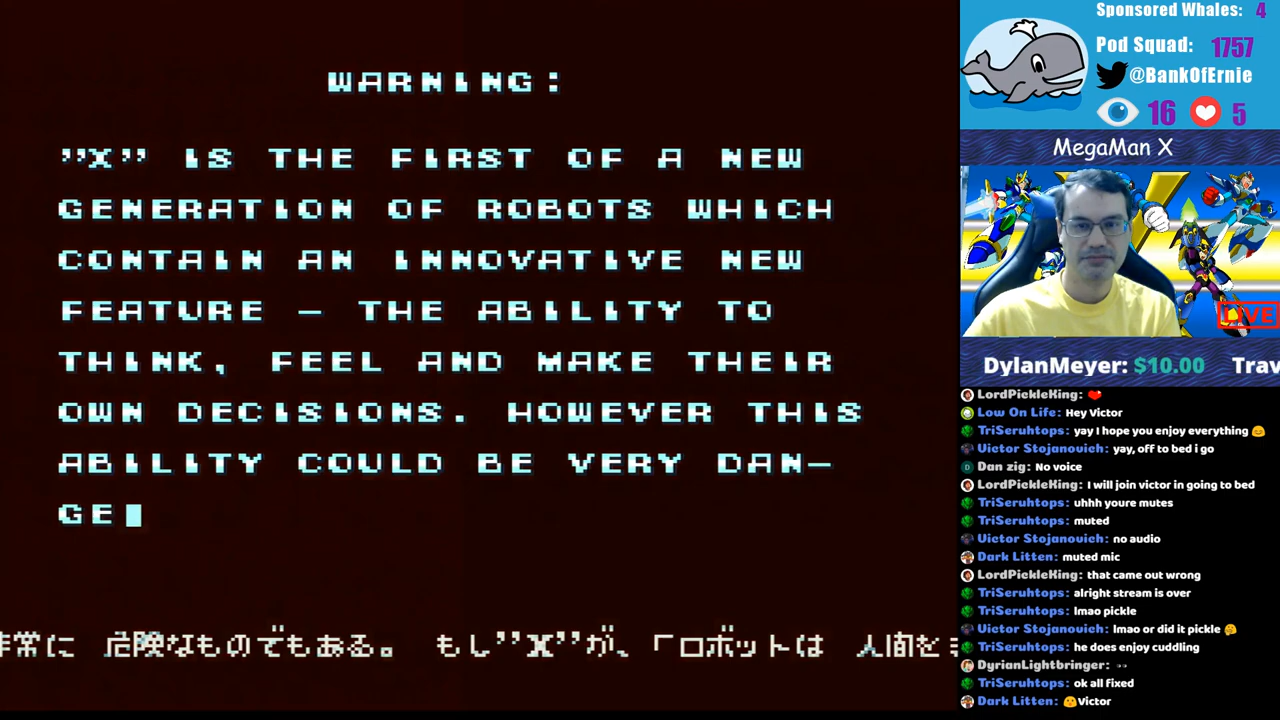 WARNING:
"X" IS THE FIRST OF A NEW
GENERATION OF ROBOTS WHICH
CONTAIN AN INNOVATIVE NEW
FEATURE – THE ABILITY TO
THINK, FEEL AND MAKE THEIR
OWN DECISIONS. HOWEVER THIS
ABILITY COULD BE VERY DAN–
GE
非常に 危険なものでもある。 もし"X"が、「ロボットは 人間を
Sponsored Whales: 4
Pod Squad: 1757
@BankOfErnie
16 5
MegaMan X
LIVE
DylanMeyer: $10.00 Trav
LordPickleKing: ❤
Low On Life: Hey Victor
TriSeruhtops: yay I hope you enjoy everything 😊
Victor Stojanovich: yay, off to bed i go
Dan zig: No voice
LordPickleKing: I will join victor in going to bed
TriSeruhtops: uhhh youre mutes
TriSeruhtops: muted
Victor Stojanovich: no audio
Dark Litten: muted mic
LordPickleKing: that came out wrong
TriSeruhtops: alright stream is over
TriSeruhtops: lmao pickle
Victor Stojanovich: lmao or did it pickle
TriSeruhtops: he does enjoy cuddling
DyrianLightbringer:
TriSeruhtops: ok all fixed
Dark Litten: Victor